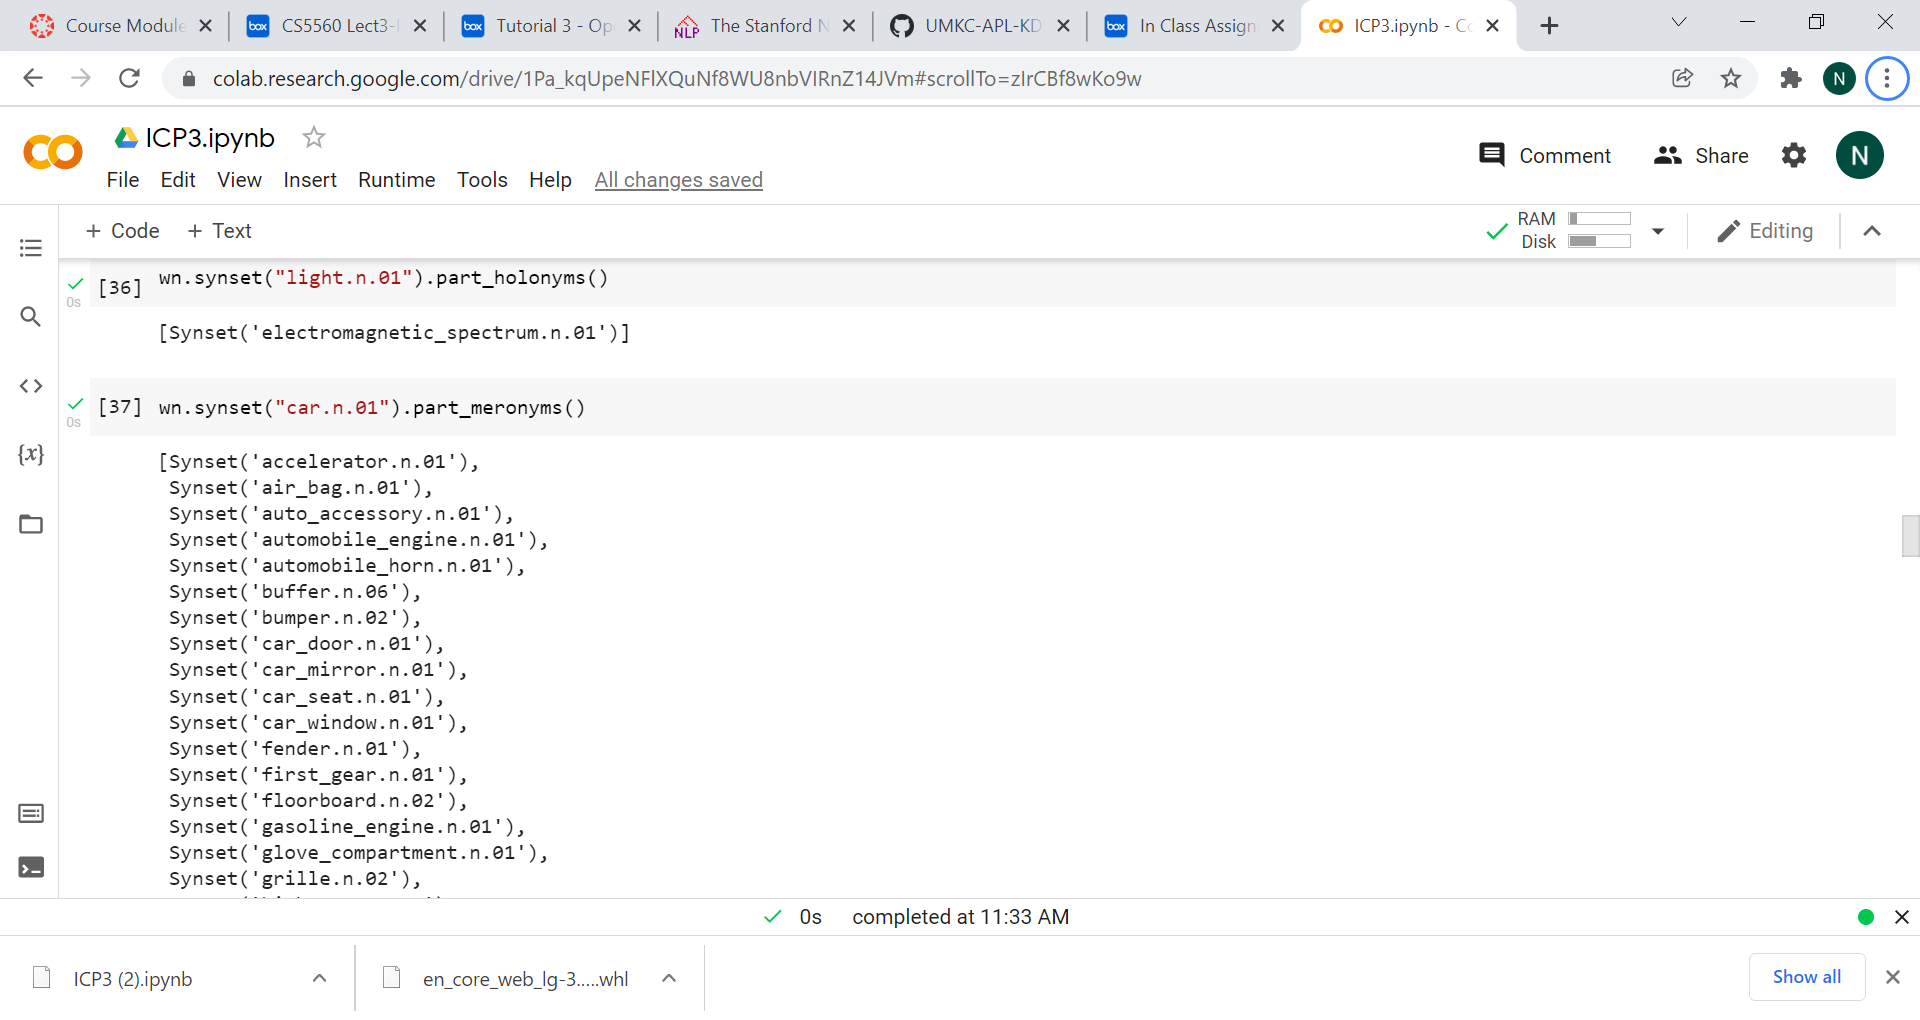 Course Module
CS5560 Lect3-
Tutorial 3 - Op
The Stanford N
UMKC-APL-KD
In Class Assign
ICP3.ipynb - Co
colab.research.google.com/drive/1Pa_kqUpeNFlXQuNf8WU8nbVIRnZ14JVm#scrollTo=zIrCBf8wKo9w
N
ICP3.ipynb
File Edit View Insert Runtime Tools Help All changes saved
Comment
Share
N
+ Code + Text
RAM
Disk
Editing
[36] wn.synset("light.n.01").part_holonyms()
0s
[Synset('electromagnetic_spectrum.n.01')]
[37] wn.synset("car.n.01").part_meronyms()
0s
[Synset('accelerator.n.01'),
Synset('air_bag.n.01'),
Synset('auto_accessory.n.01'),
Synset('automobile_engine.n.01'),
Synset('automobile_horn.n.01'),
Synset('buffer.n.06'),
Synset('bumper.n.02'),
Synset('car_door.n.01'),
Synset('car_mirror.n.01'),
Synset('car_seat.n.01'),
Synset('car_window.n.01'),
Synset('fender.n.01'),
Synset('first_gear.n.01'),
Synset('floorboard.n.02'),
Synset('gasoline_engine.n.01'),
Synset('glove_compartment.n.01'),
Synset('grille.n.02'),
0s completed at 11:33 AM
ICP3 (2).ipynb
en_core_web_lg-3.....whl
Show all